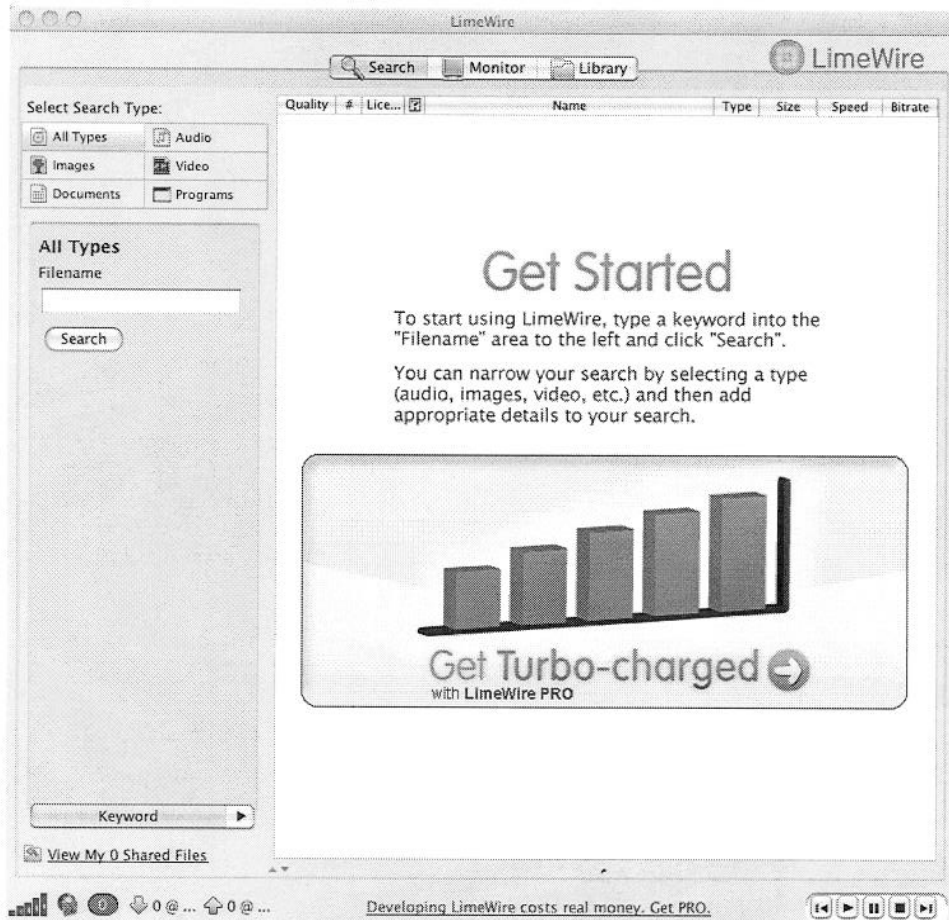 LimeWire
Search Monitor Library
LimeWire
Select Search Type:
All Types Audio
Images Video
Documents Programs
All Types
Filename
Search
Keyword
View My 0 Shared Files
Quality # Lice... ? Name Type Size Speed Bitrate
Get Started
To start using LimeWire, type a keyword into the
"Filename" area to the left and click "Search".
You can narrow your search by selecting a type
(audio, images, video, etc.) and then add
appropriate details to your search.
Get Turbo-charged
with LimeWire PRO
0 @ ... 0 @ ...
Developing LimeWire costs real money. Get PRO.